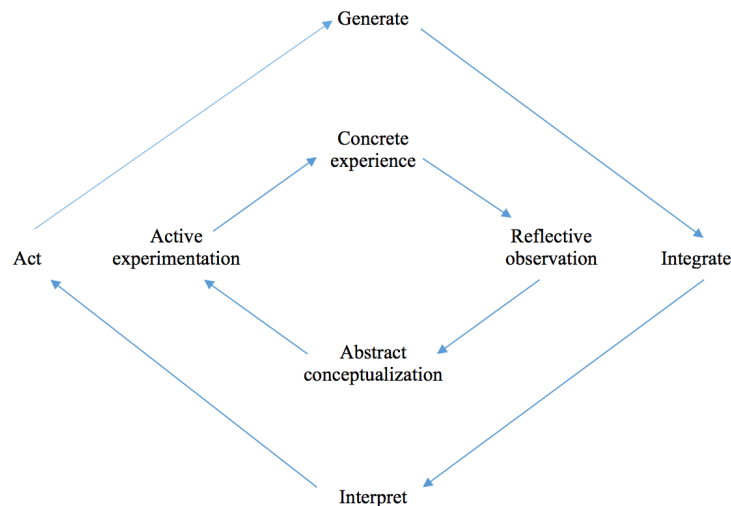 Generate
Concrete
experience
Act
Active
experimentation
Reflective
observation
Integrate
Abstract
conceptualization
Interpret